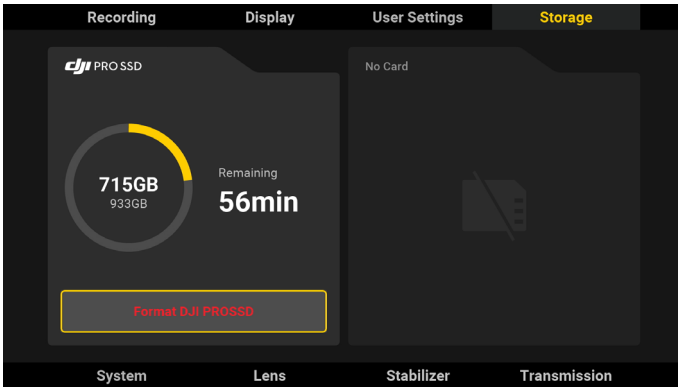 Recording Display User Settings Storage
dji PRO SSD
No Card
715GB
933GB
Remaining
56min
Format DJI PROSSD
System Lens Stabilizer Transmission